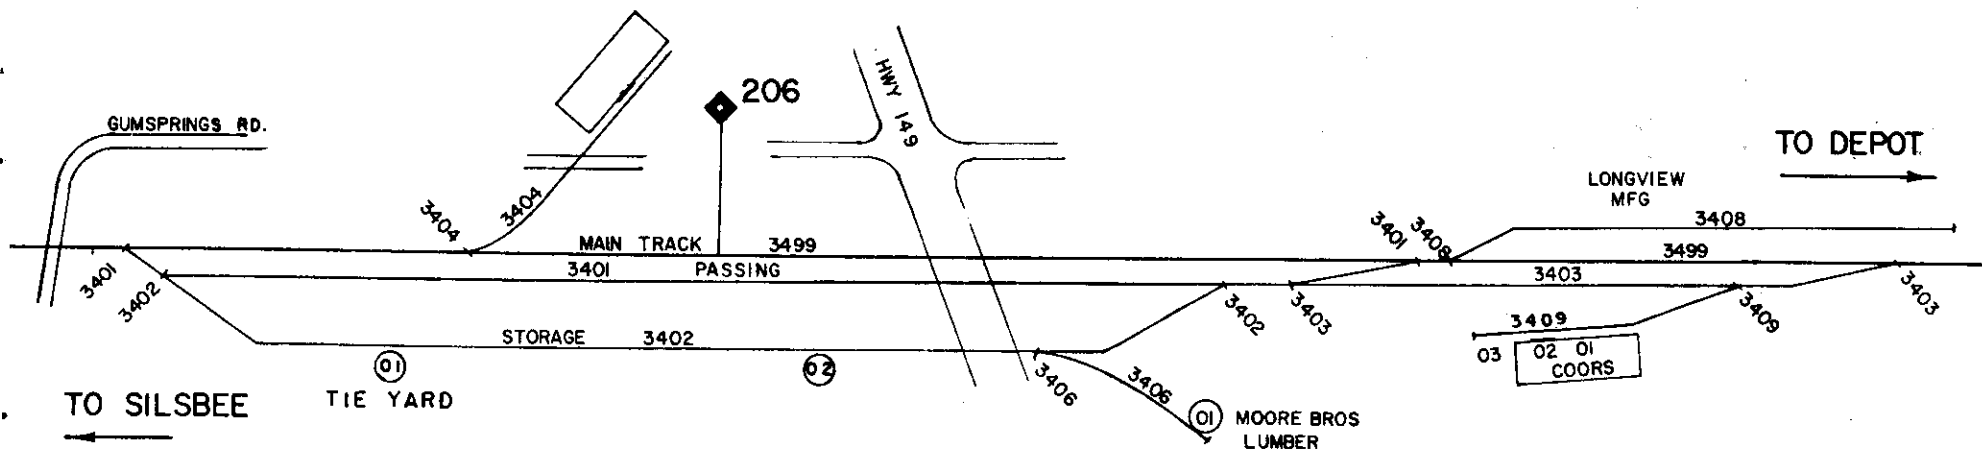 206
HWY 149
GUMSPRINGS RD.
TO DEPOT
LONGVIEW
MFG
3408
3404
3404
3401
3408
MAIN TRACK 3499
3499
3401 PASSING
3403
3401
3402
3402
3403
3409
3403
STORAGE 3402
3409
03 02 01
COORS
01
02
TIE YARD
3406
3406
TO SILSBEE
01 MOORE BROS
LUMBER